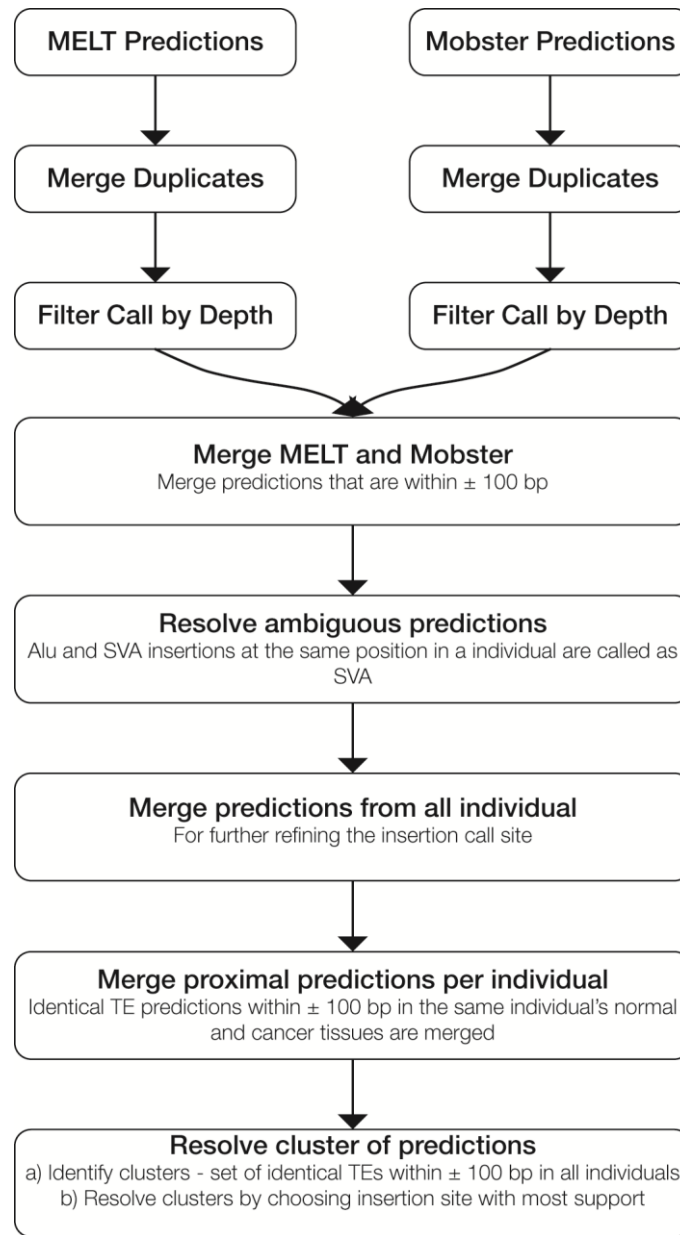 MELT Predictions
Mobster Predictions
Merge Duplicates
Merge Duplicates
Filter Call by Depth
Filter Call by Depth
Merge MELT and Mobster
Merge predictions that are within ± 100 bp
Resolve ambiguous predictions
Alu and SVA insertions at the same position in a individual are called as
SVA
Merge predictions from all individual
For further refining the insertion call site
Merge proximal predictions per individual
Identical TE predictions within ± 100 bp in the same individual's normal
and cancer tissues are merged
Resolve cluster of predictions
a) Identify clusters - set of identical TEs within ± 100 bp in all individuals
b) Resolve clusters by choosing insertion site with most support